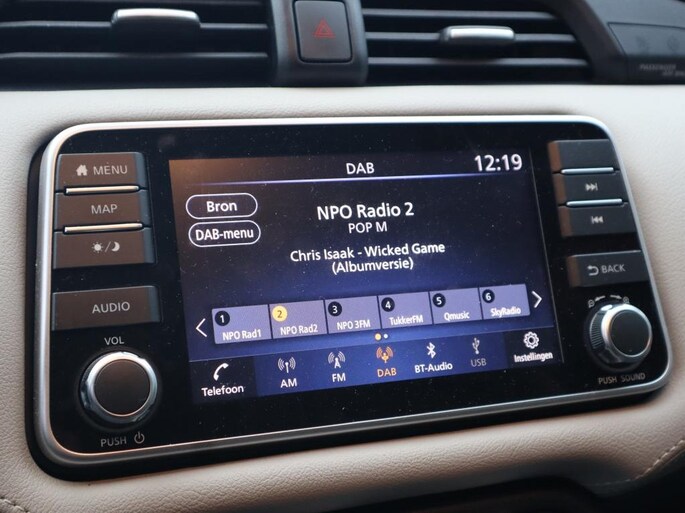 PASSENGER
MENU
MAP
AUDIO
VOL
PUSH
DAB
12:19
Bron
DAB-menu
NPO Radio 2
POP M
Chris Isaak - Wicked Game
(Albumversie)
1 NPO Rad1
2 NPO Rad2
3 NPO 3FM
4 TukkerFM
5 Qmusic
6 SkyRadio
Telefoon
AM
FM
DAB
BT-Audio
USB
Instellingen
BACK
PUSH SOUND